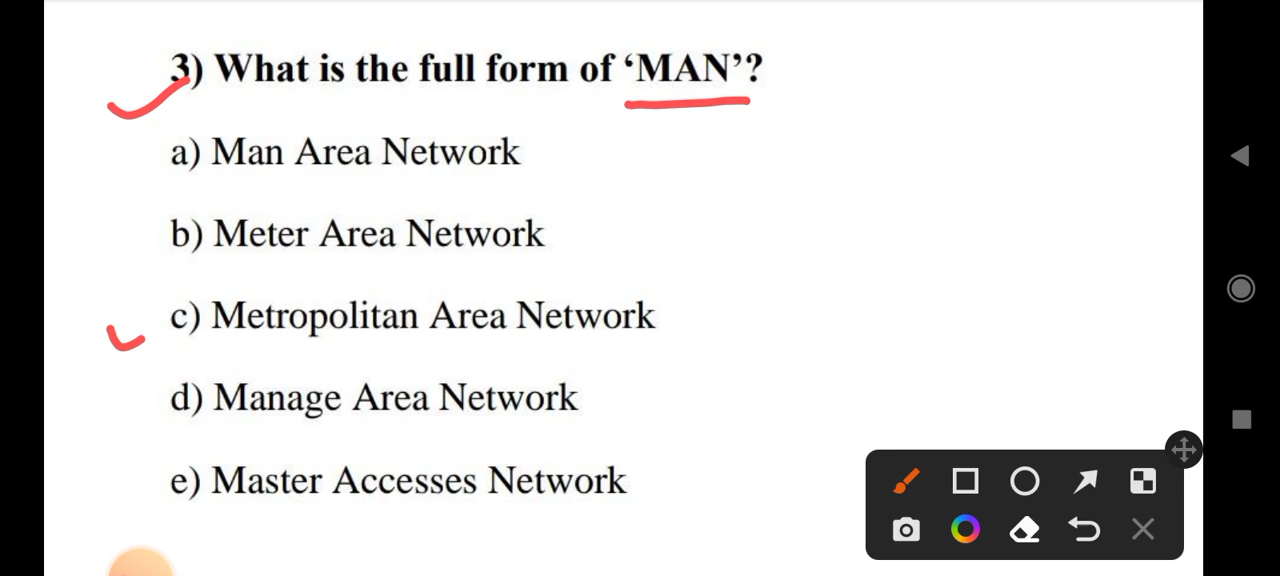 3) What is the full form of ‘MAN’?
a) Man Area Network
b) Meter Area Network
c) Metropolitan Area Network
d) Manage Area Network
e) Master Accesses Network